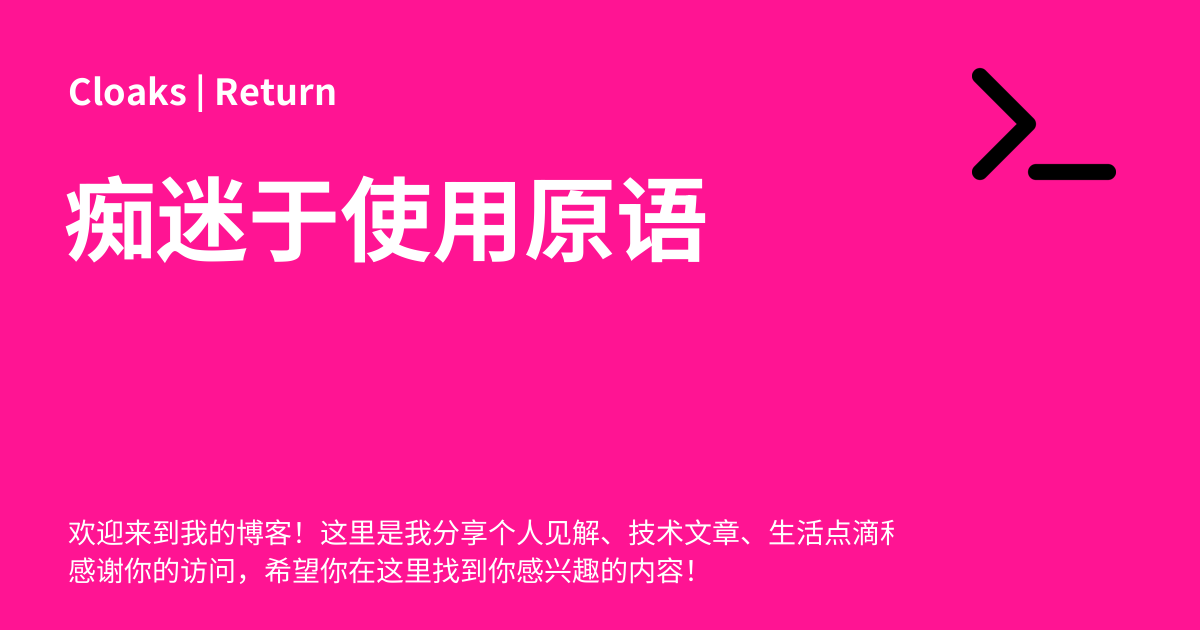 Cloaks | Return
痴迷于使用原语
欢迎来到我的博客！这里是我分享个人见解、技术文章、生活点滴
感谢你的访问，希望你在这里找到你感兴趣的内容！